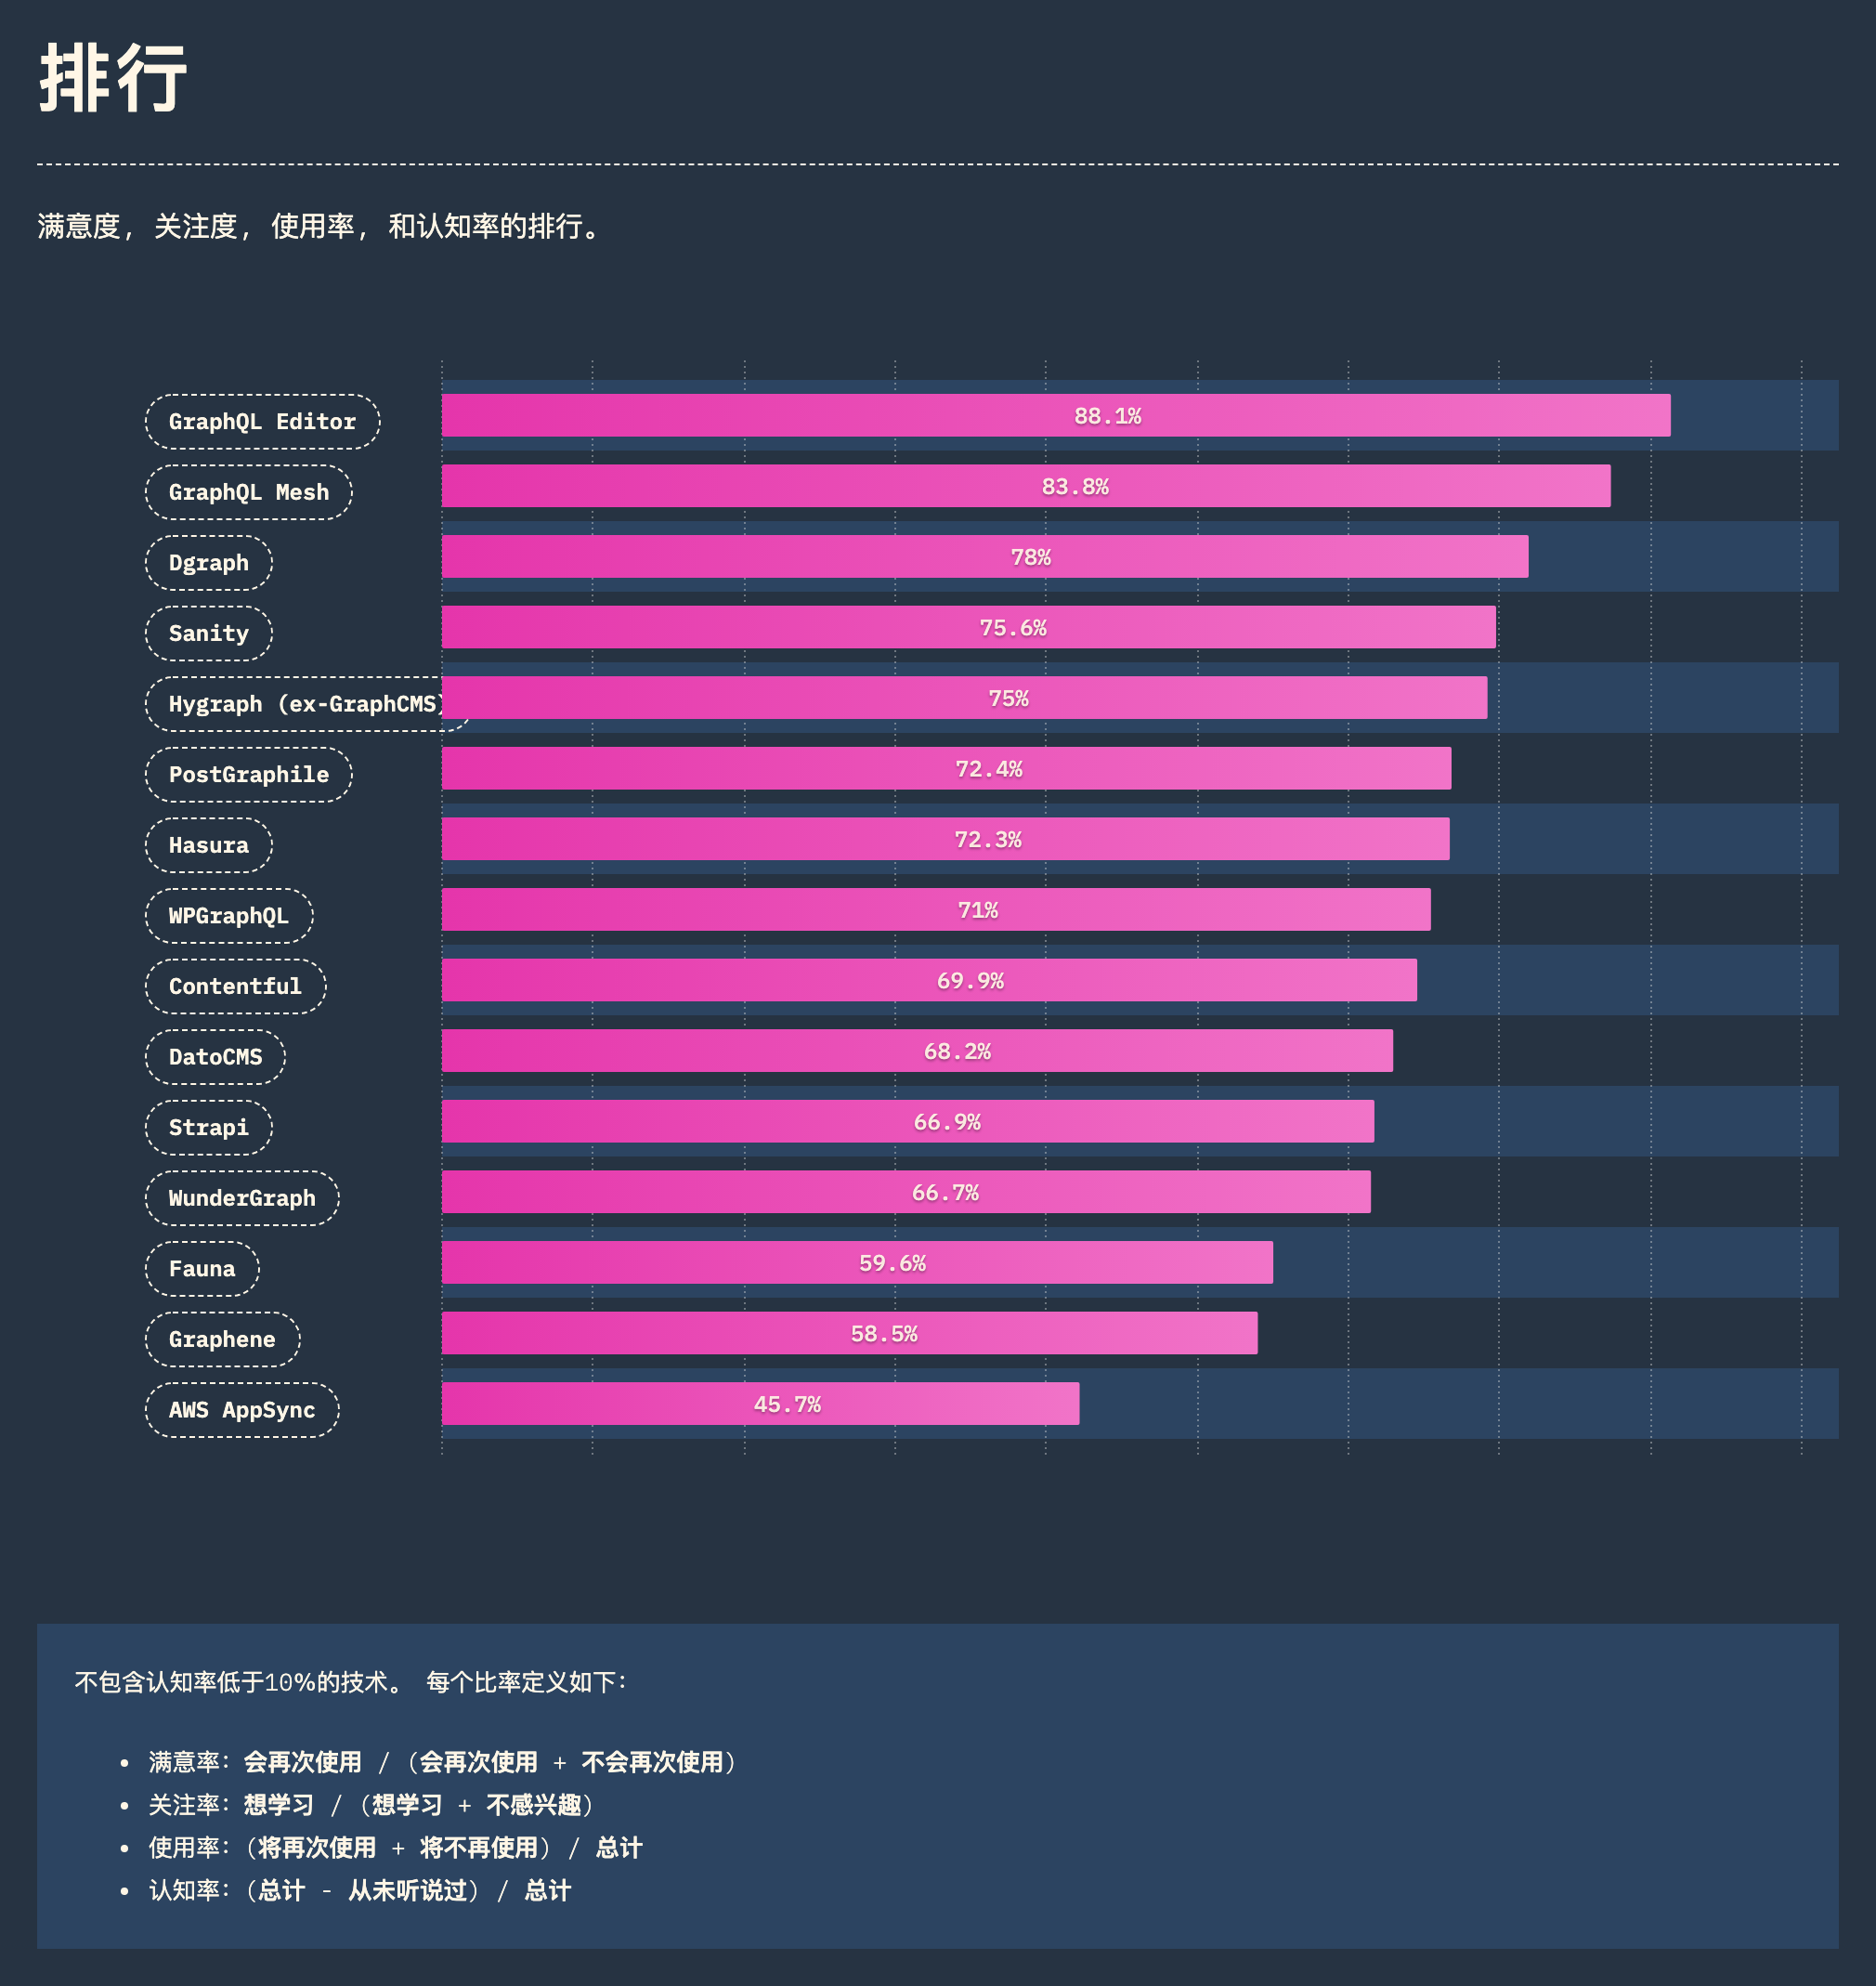 排行
满意度, 关注度, 使用率, 和认知率的排行。
GraphQL Editor
88.1%
GraphQL Mesh
83.8%
Dgraph
78%
Sanity
75.6%
Hygraph (ex-GraphCMS)
75%
PostGraphile
72.4%
Hasura
72.3%
WPGraphQL
71%
Contentful
69.9%
DatoCMS
68.2%
Strapi
66.9%
WunderGraph
66.7%
Fauna
59.6%
Graphene
58.5%
AWS AppSync
45.7%
不包含认知率低于10%的技术。 每个比率定义如下:
• 满意率: 会再次使用 / (会再次使用 + 不会再次使用)
• 关注率: 想学习 / (想学习 + 不感兴趣)
• 使用率: (将再次使用 + 将不再使用) / 总计
• 认知率: (总计 - 从未听说过) / 总计